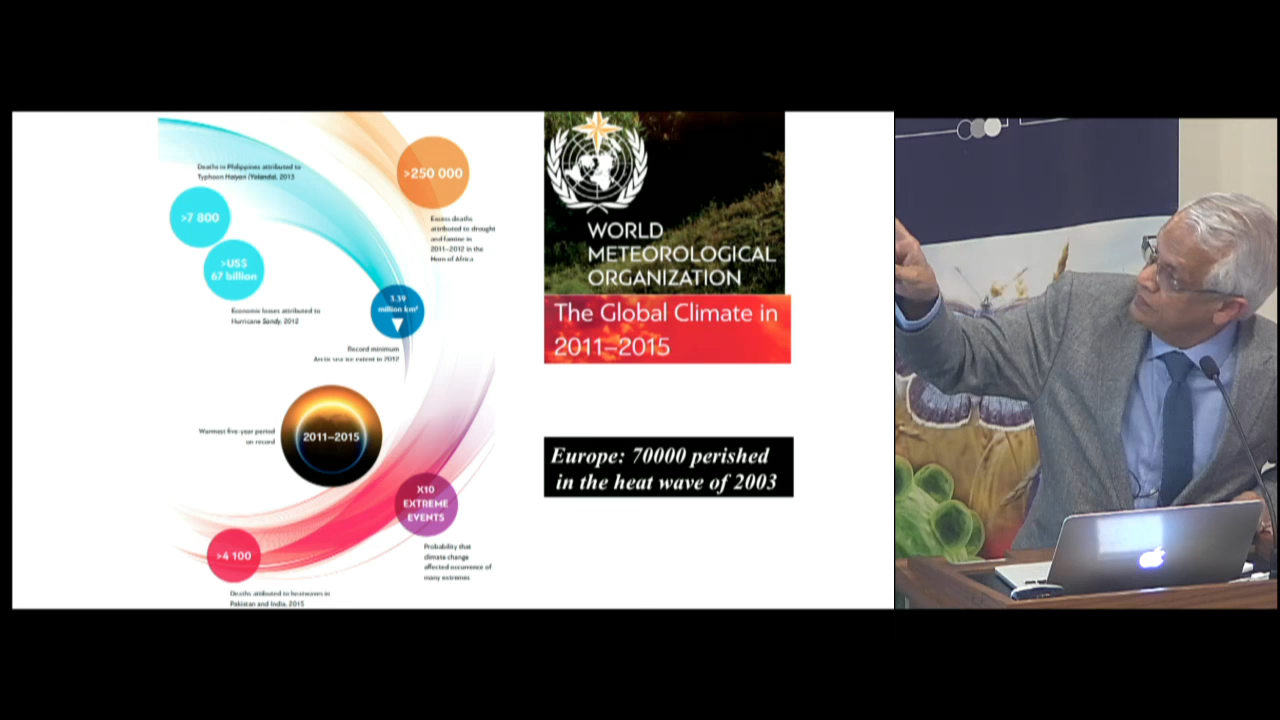 Deaths in Philippines attributed to
Typhoon Haiyan (Yolanda), 2013
>7 800
>US$
67 billion
Economic losses attributed to
Hurricane Sandy, 2012
>250 000
Excess deaths
attributed to drought
and famine in
2011–2012 in the
Horn of Africa
3.39
million km²
Record minimum
Arctic sea ice extent in 2012
Warmest five-year period
on record
2011–2015
X10
EXTREME
EVENTS
Probability that
climate change
affected occurrence of
many extremes
>4 100
Deaths attributed to heatwaves in
Pakistan and India, 2015
WORLD
METEOROLOGICAL
ORGANIZATION
The Global Climate in
2011–2015
Europe: 70000 perished
in the heat wave of 2003